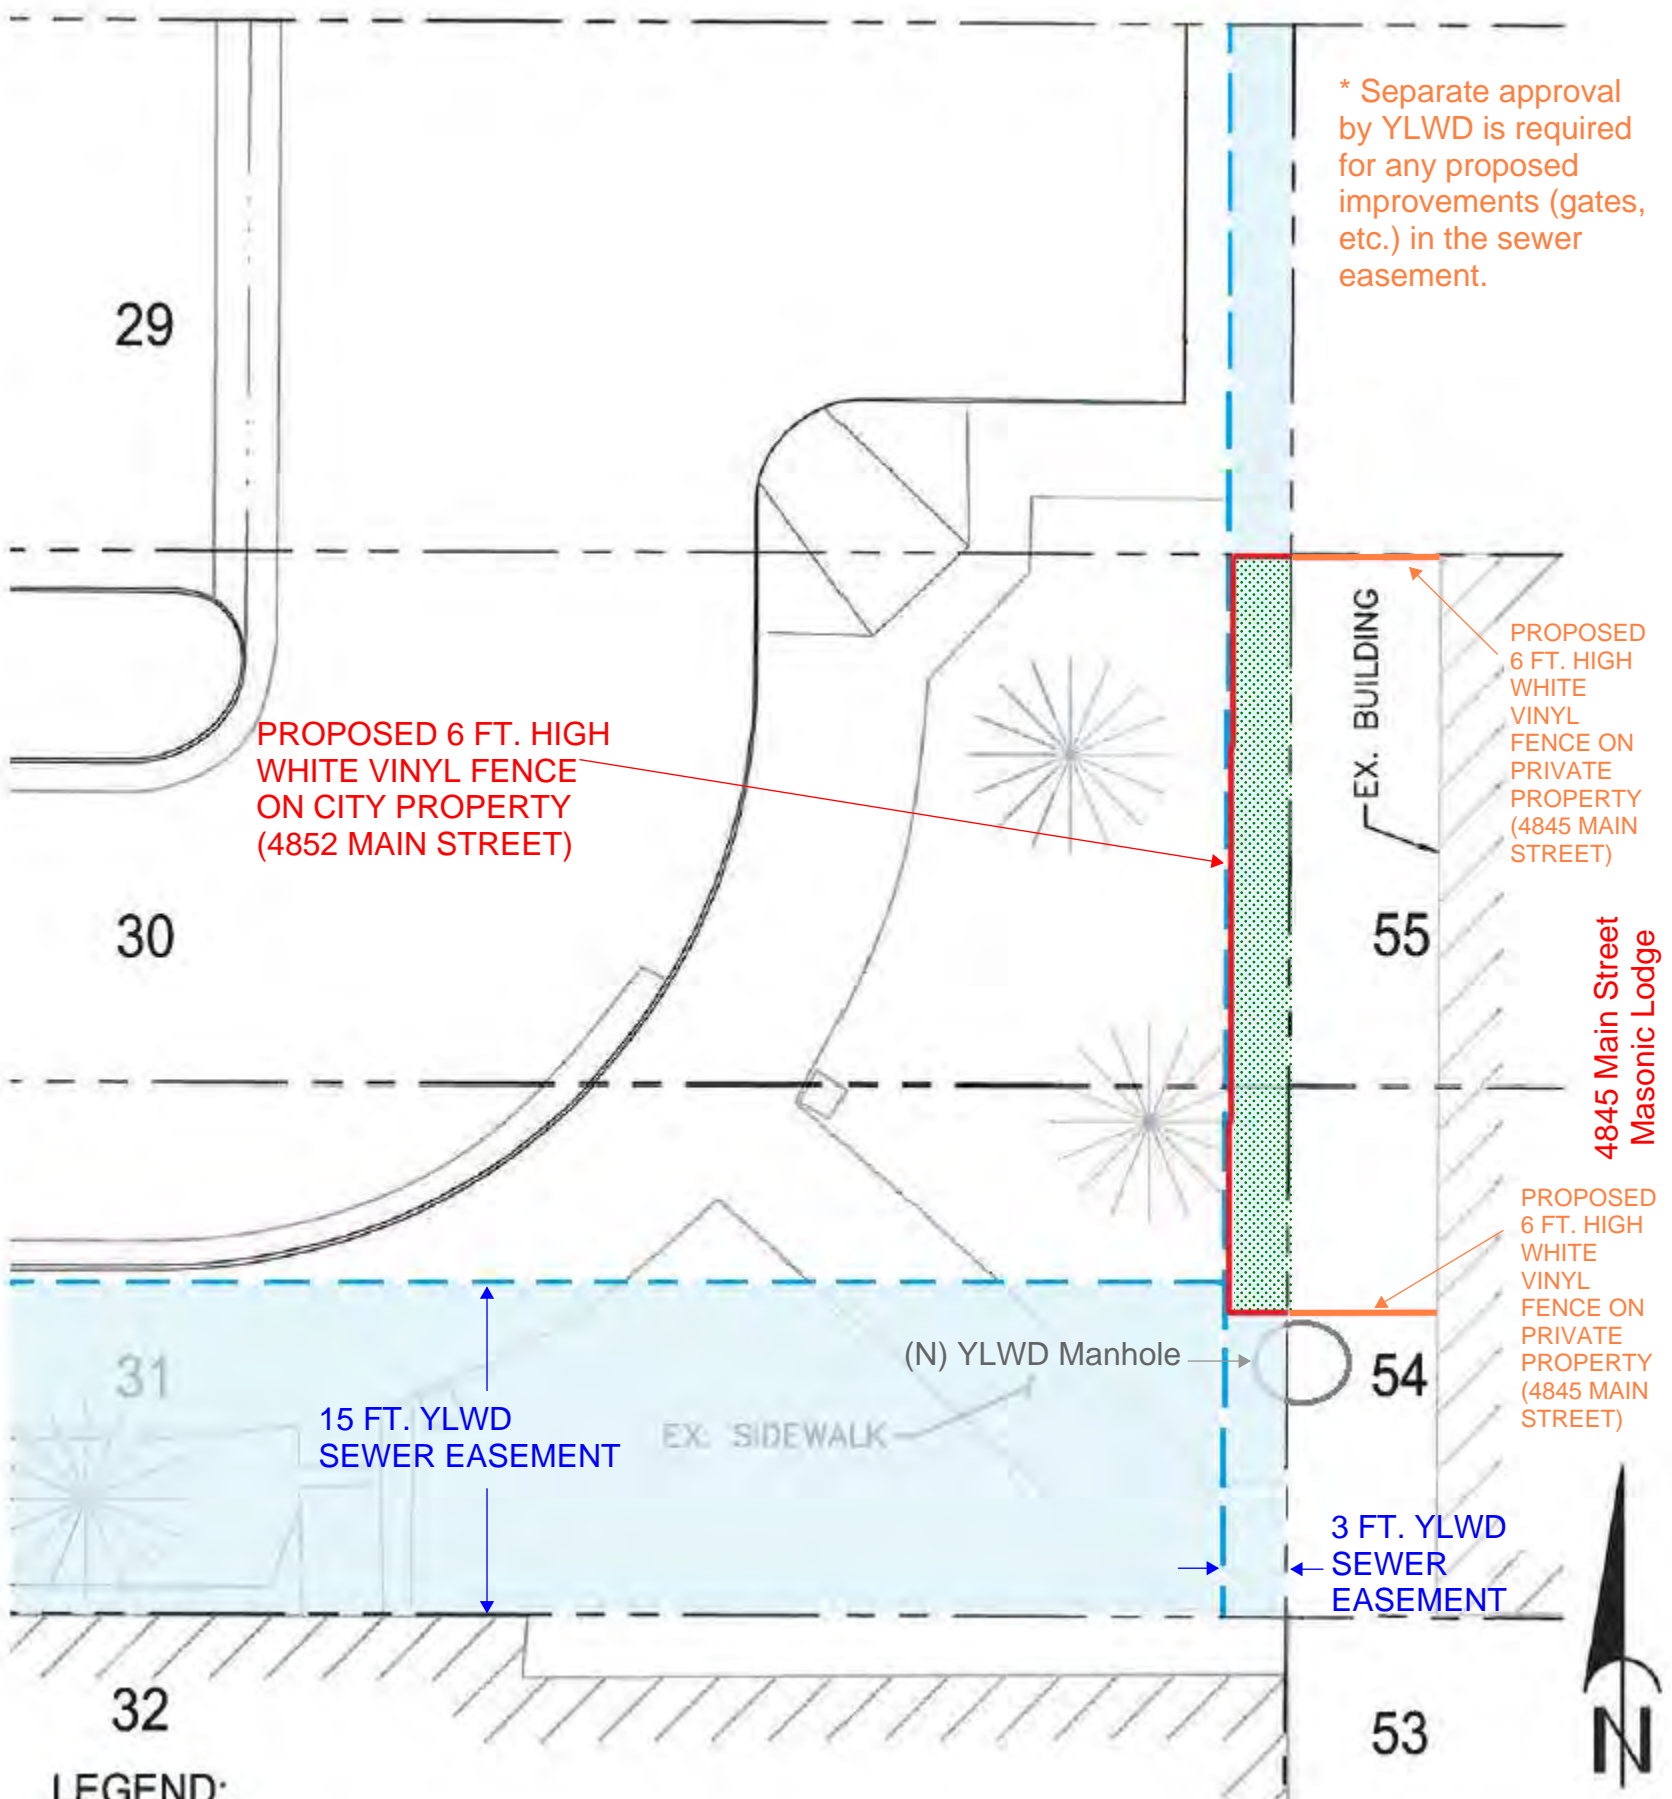 * Separate approval
by YLWD is required
for any proposed
improvements (gates,
etc.) in the sewer
easement.
29
PROPOSED
6 FT. HIGH
WHITE
VINYL
FENCE ON
PRIVATE
PROPERTY
(4845 MAIN
STREET)
EX. BUILDING
PROPOSED 6 FT. HIGH
WHITE VINYL FENCE
ON CITY PROPERTY
(4852 MAIN STREET)
30
55
4845 Main Street
Masonic Lodge
PROPOSED
6 FT. HIGH
WHITE
VINYL
FENCE ON
PRIVATE
PROPERTY
(4845 MAIN
STREET)
(N) YLWD Manhole
31
54
15 FT. YLWD
SEWER EASEMENT
EX. SIDEWALK
3 FT. YLWD
SEWER
EASEMENT
32
53
N
LEGEND: